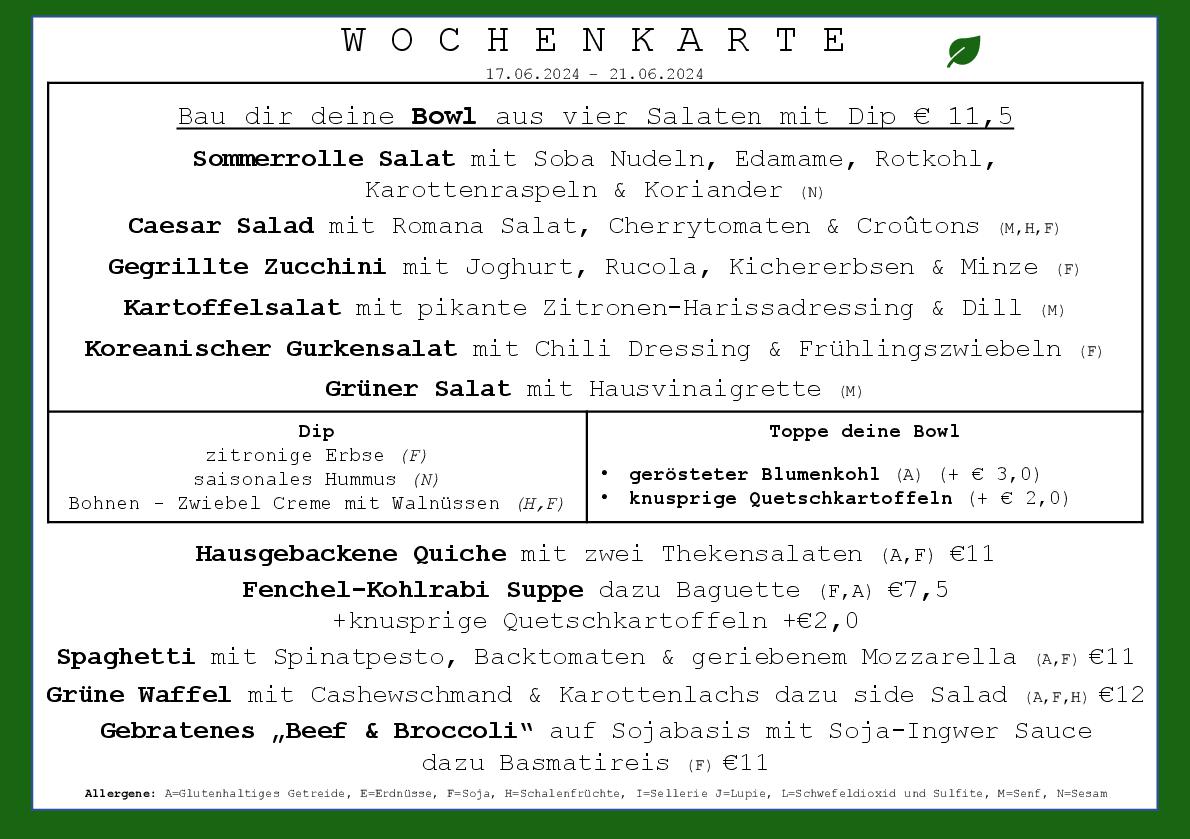 WOCHENKARTE
17.06.2024 – 21.06.2024
Bau dir deine Bowl aus vier Salaten mit Dip € 11,5
Sommerrolle Salat mit Soba Nudeln, Edamame, Rotkohl,
Karottenraspeln & Koriander (N)
Caesar Salad mit Romana Salat, Cherrytomaten & Croûtons (M,H,F)
Gegrillte Zucchini mit Joghurt, Rucola, Kichererbsen & Minze (F)
Kartoffelsalat mit pikante Zitronen-Harissadressing & Dill (M)
Koreanischer Gurkensalat mit Chili Dressing & Frühlingszwiebeln (F)
Grüner Salat mit Hausvinaigrette (M)
Dip
zitronige Erbse (F)
saisonales Hummus (N)
Bohnen - Zwiebel Creme mit Walnüssen (H,F)
Toppe deine Bowl
• gerösteter Blumenkohl (A) (+ € 3,0)
• knusprige Quetschkartoffeln (+ € 2,0)
Hausgebackene Quiche mit zwei Thekensalaten (A,F) €11
Fenchel-Kohlrabi Suppe dazu Baguette (F,A) €7,5
+knusprige Quetschkartoffeln +€2,0
Spaghetti mit Spinatpesto, Backtomaten & geriebenem Mozzarella (A,F) €11
Grüne Waffel mit Cashewschmand & Karottenlachs dazu side Salad (A,F,H) €12
Gebratenes „Beef & Broccoli“ auf Sojabasis mit Soja-Ingwer Sauce
dazu Basmatireis (F) €11
Allergene: A=Glutenhaltiges Getreide, E=Erdnüsse, F=Soja, H=Schalenfrüchte, I=Sellerie J=Lupie, L=Schwefeldioxid und Sulfite, M=Senf, N=Sesam